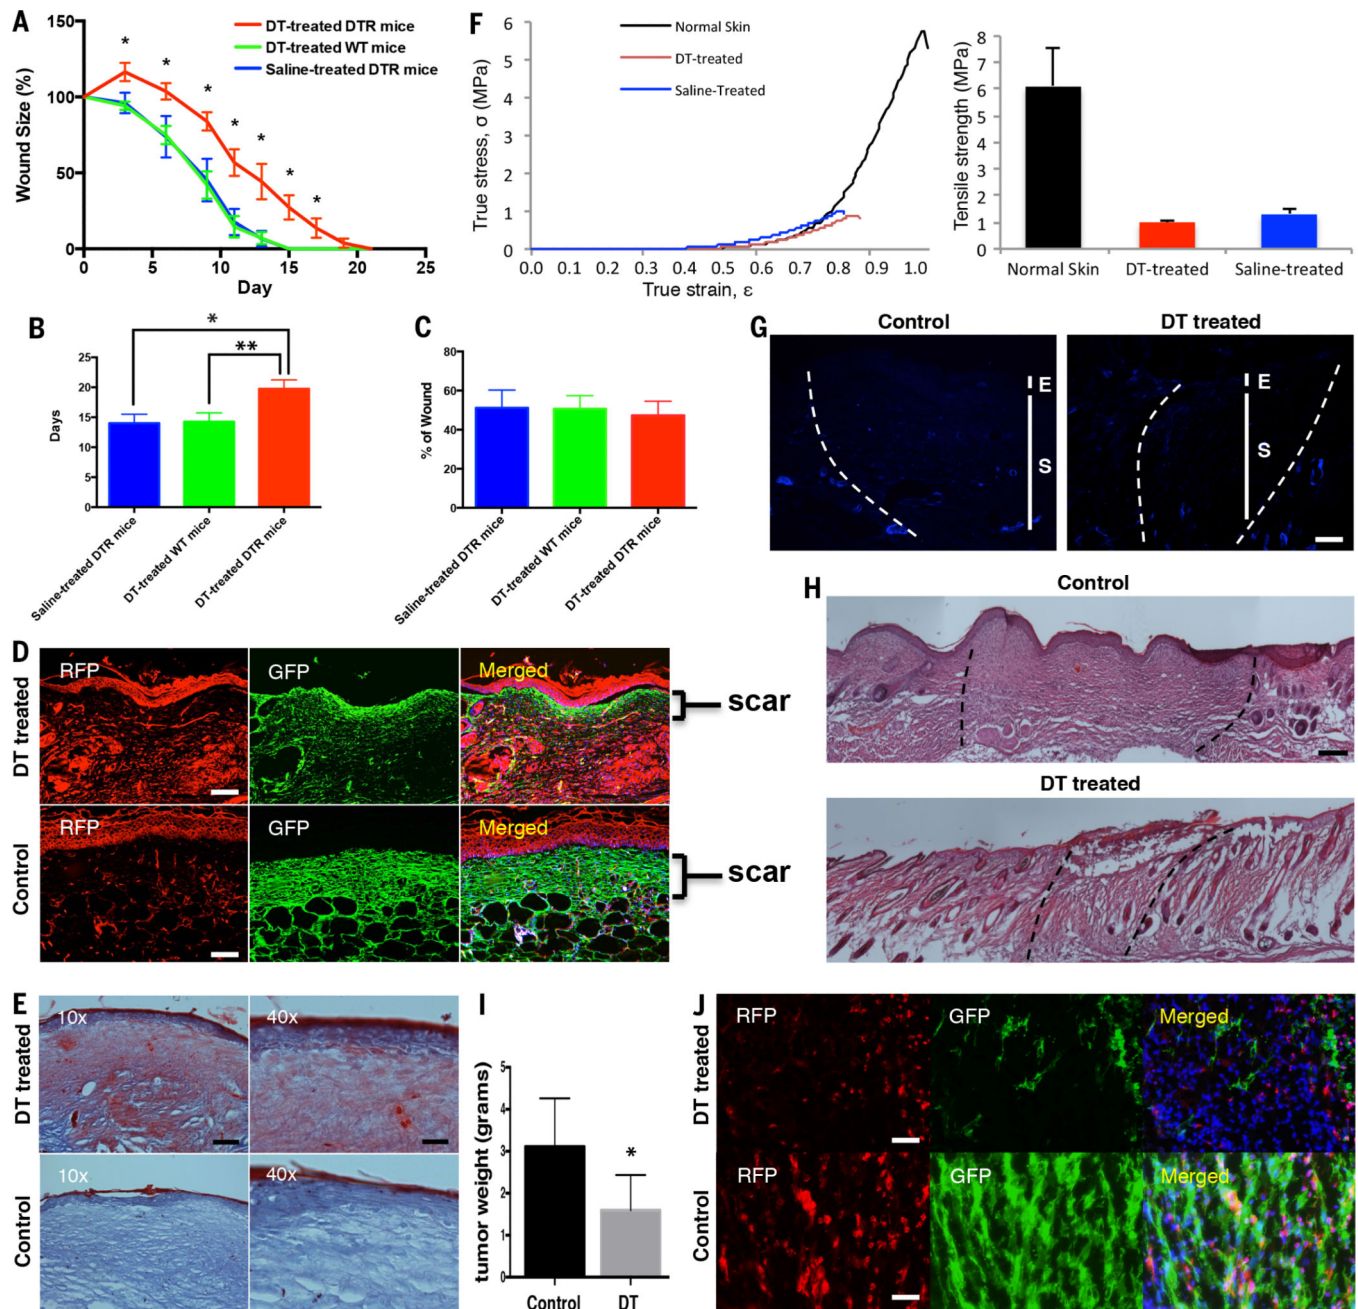 A
150
100
50
0
Wound Size (%)
* * * * * * *
DT-treated DTR mice
DT-treated WT mice
Saline-treated DTR mice
0 5 10 15 20 25
Day
F
6
5
4
3
2
1
0
True stress, σ (MPa)
Normal Skin
DT-treated
Saline-Treated
0.0 0.1 0.2 0.3 0.4 0.5 0.6 0.7 0.8 0.9 1.0
True strain, ε
8
7
6
5
4
3
2
1
0
Tensile strength (MPa)
Normal Skin DT-treated Saline-treated
B
*
**
25
20
15
10
5
0
Days
Saline-treated DTR mice
DT-treated WT mice
DT-treated DTR mice
C
80
60
40
20
0
% of Wound
Saline-treated DTR mice
DT-treated WT mice
DT-treated DTR mice
G
Control
E
S
DT treated
E
S
H
Control
DT treated
D
DT treated
RFP GFP Merged
scar
Control
RFP GFP Merged
scar
E
DT treated
10x 40x
Control
10x 40x
I
5
4
3
2
1
0
tumor weight (grams)
*
Control DT
J
DT treated
RFP GFP Merged
Control
RFP GFP Merged